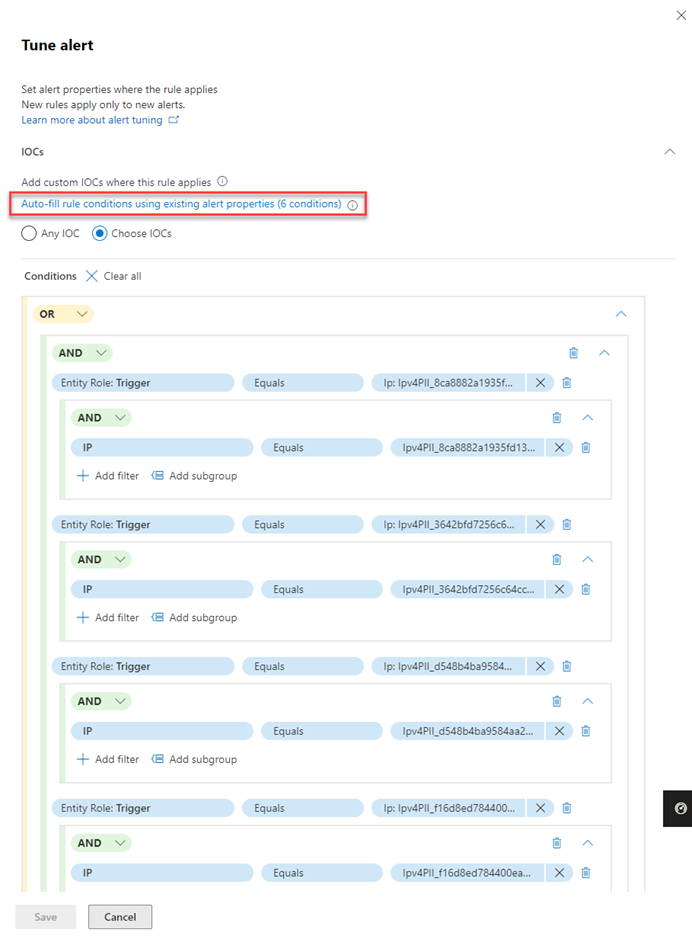 Tune alert
Set alert properties where the rule applies
New rules apply only to new alerts.
Learn more about alert tuning
IOCs
Add custom IOCs where this rule applies
Auto-fill rule conditions using existing alert properties (6 conditions)
Any IOC Choose IOCs
Conditions Clear all
OR
AND
Entity Role: Trigger Equals Ip: Ipv4PII_8ca8882a1935f...
AND
IP Equals Ipv4PII_8ca8882a1935fd13...
Add filter Add subgroup
Entity Role: Trigger Equals Ip: Ipv4PII_3642bfd7256c6...
AND
IP Equals Ipv4PII_3642bfd7256c64cc...
Add filter Add subgroup
Entity Role: Trigger Equals Ip: Ipv4PII_d548b4ba9584...
AND
IP Equals Ipv4PII_d548b4ba9584aa2...
Add filter Add subgroup
Entity Role: Trigger Equals Ip: Ipv4PII_f16d8ed784400...
AND
IP Equals Ipv4PII_f16d8ed784400ea...
Save Cancel